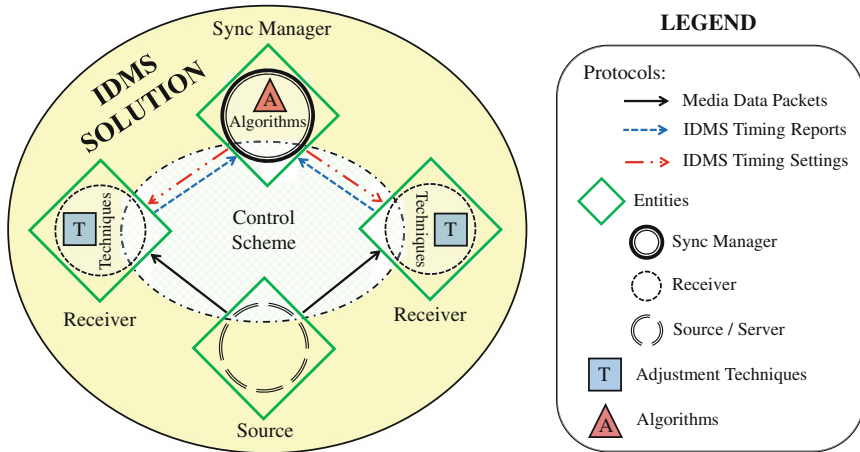 Sync Manager
IDMS
SOLUTION
A
Algorithms
T
Techniques
Control
Scheme
Techniques
T
Receiver
Receiver
Source
LEGEND
Protocols:
Media Data Packets
IDMS Timing Reports
IDMS Timing Settings
Entities
Sync Manager
Receiver
Source / Server
T
Adjustment Techniques
A
Algorithms